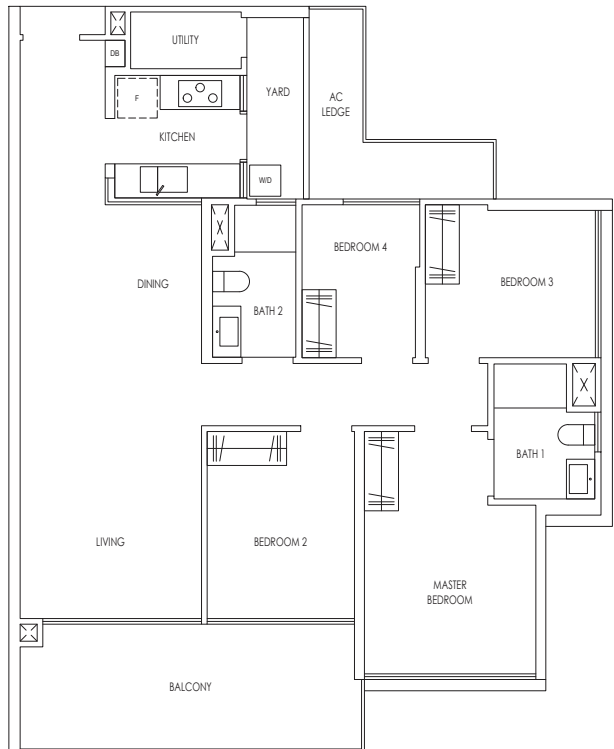 UTILITY
DB
F
YARD
AC
LEDGE
KITCHEN
W/D
BEDROOM 4
BEDROOM 3
DINING
BATH 2
BATH 1
LIVING
BEDROOM 2
MASTER
BEDROOM
BALCONY